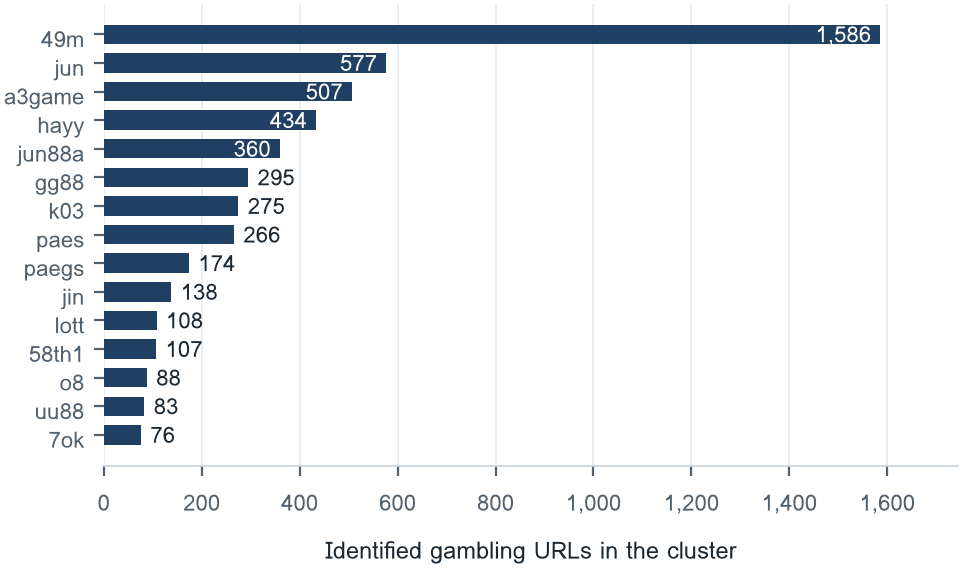 49m 1,586
jun 577
a3game 507
hayy 434
jun88a 360
gg88 295
k03 275
paes 266
paegs 174
jin 138
lott 108
58th1 107
o8 88
uu88 83
7ok 76
0 200 400 600 800 1,000 1,200 1,400 1,600
Identified gambling URLs in the cluster